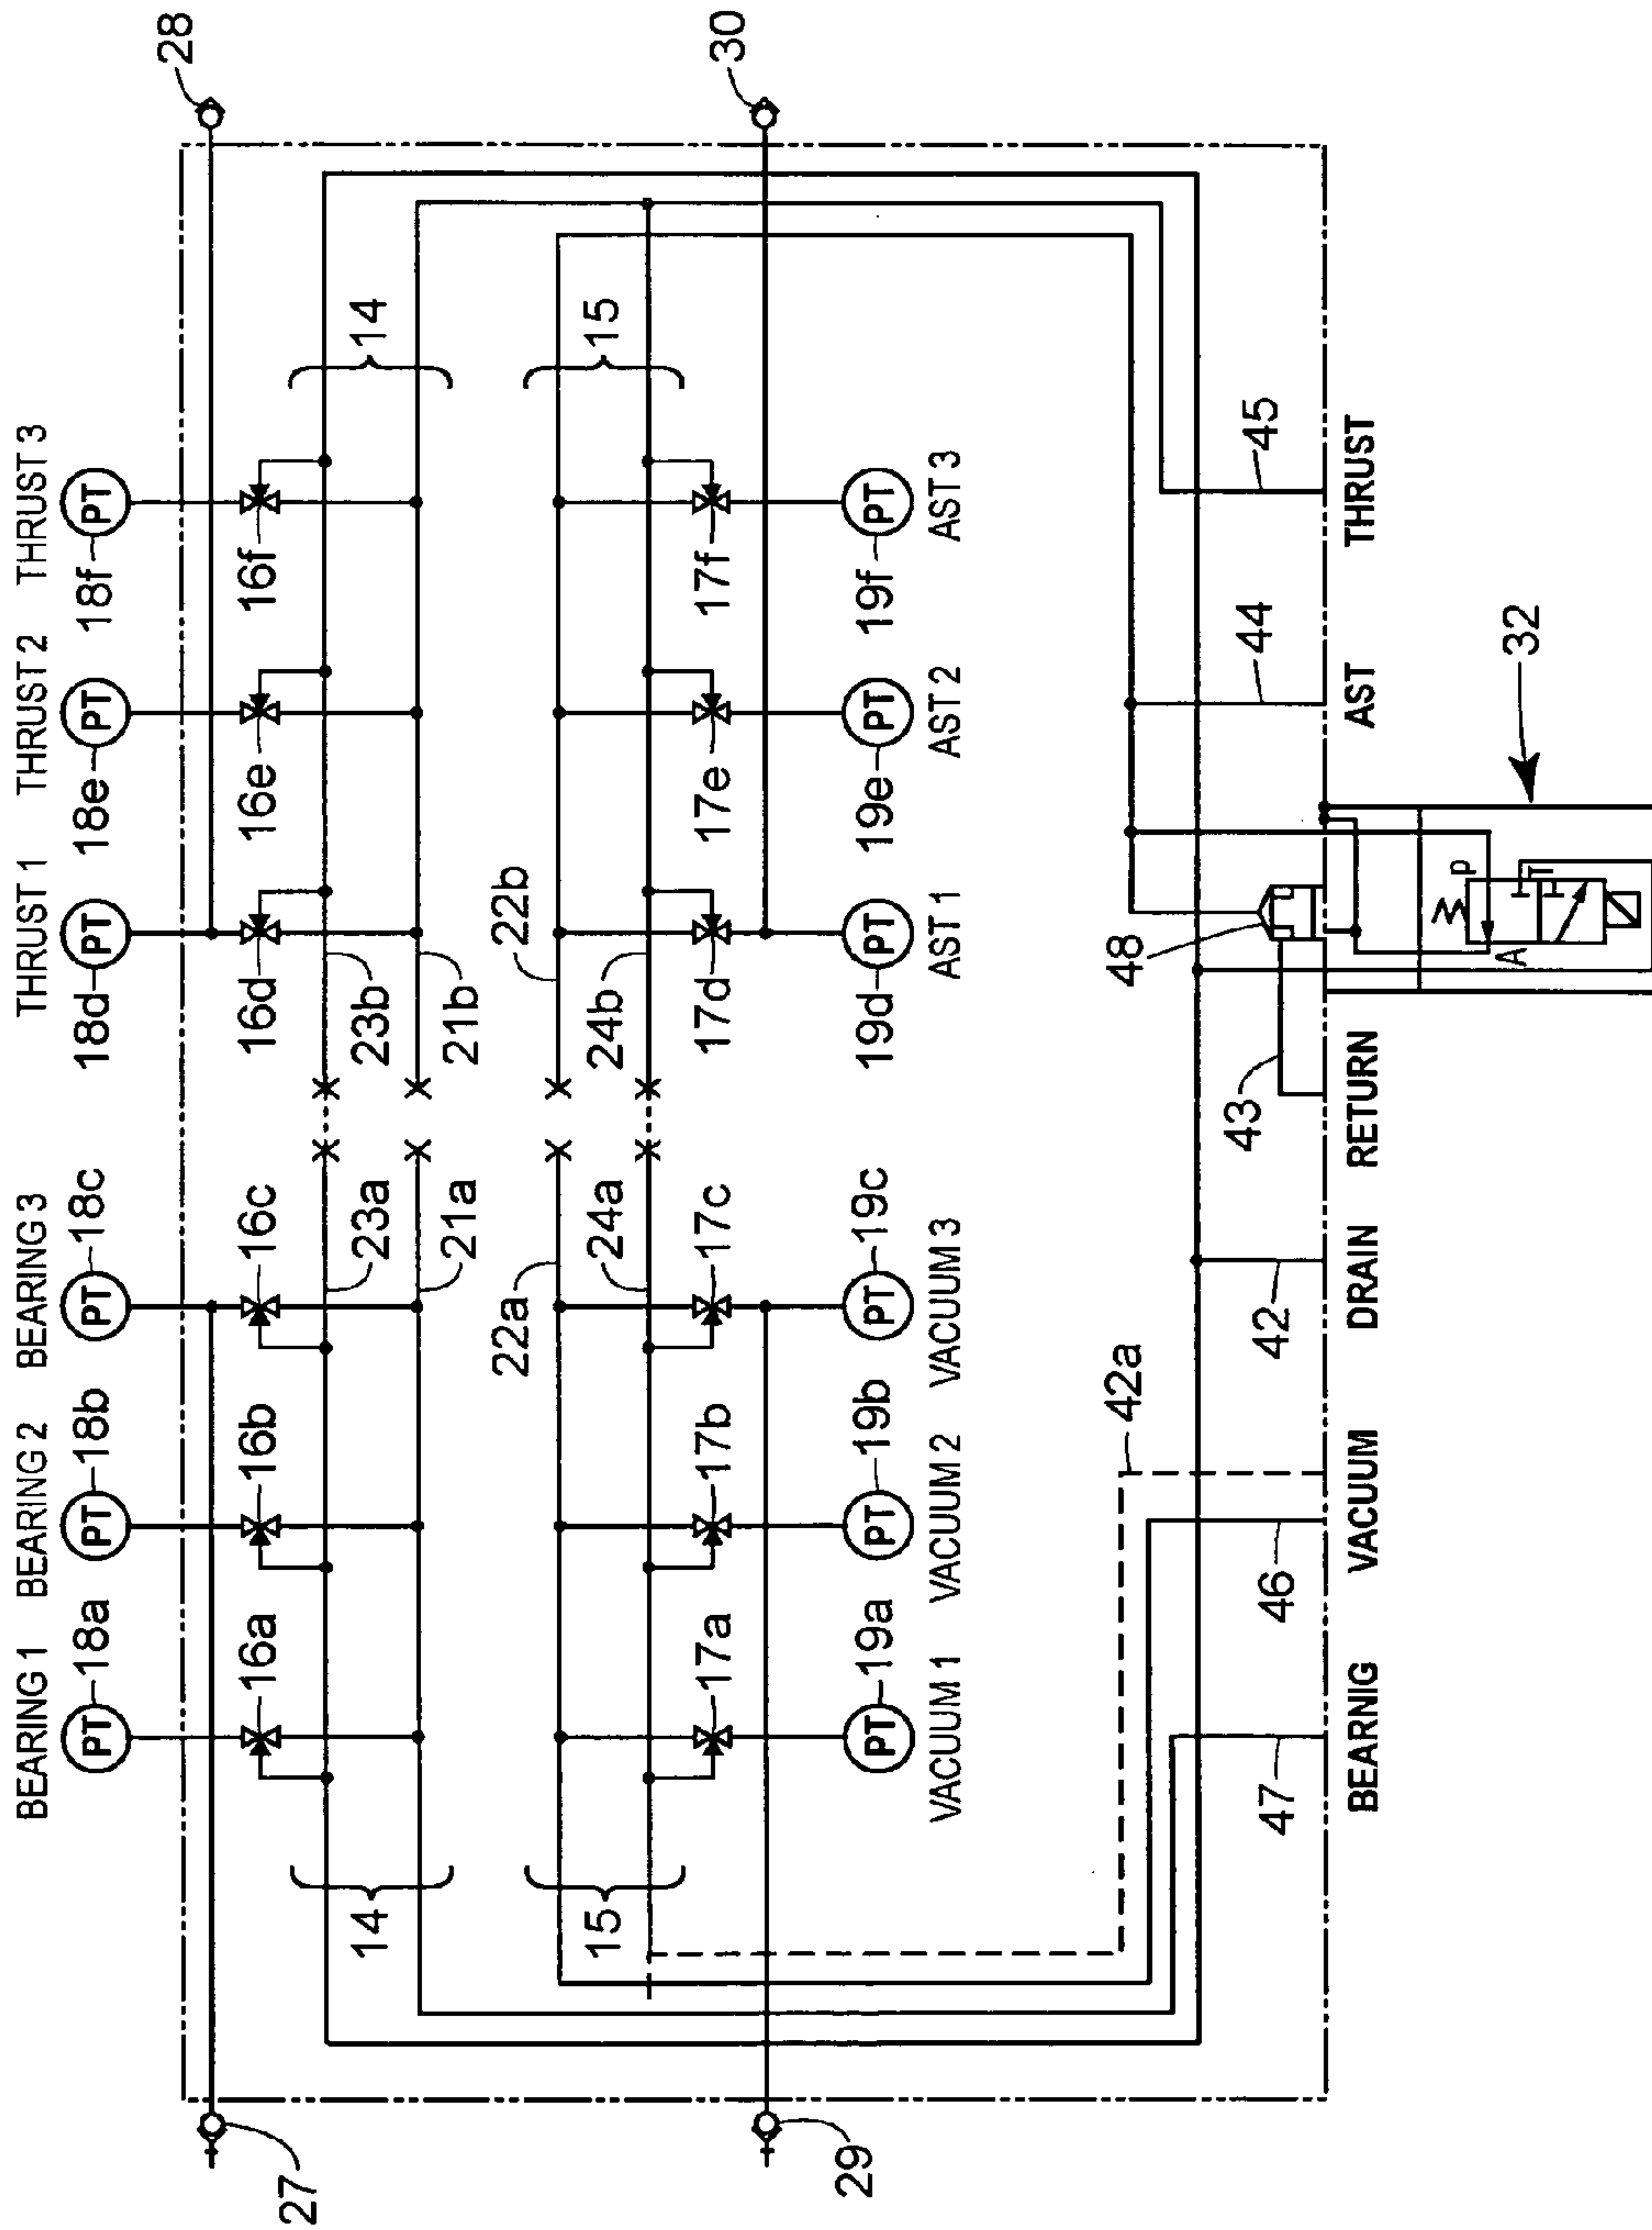 BEARING 1 BEARING 2 BEARING 3 THRUST 1 THRUST 2 THRUST 3
PT PT PT PT PT PT
18a 18b 18c 18d 18e 18f
27 28
16a 16b 16c 16d 16e 16f
14 23a 23b 14
21a 21b
22a 22b
15 24a 24b 15
17a 17b 17c 17d 17e 17f
29 30
PT PT PT PT PT PT
19a 19b 19c 19d 19e 19f
VACUUM 1 VACUUM 2 VACUUM 3 AST 1 AST 2 AST 3
42a 48
47 46 42 43 44 45
BEARNIG VACUUM DRAIN RETURN AST THRUST
P
A T
32